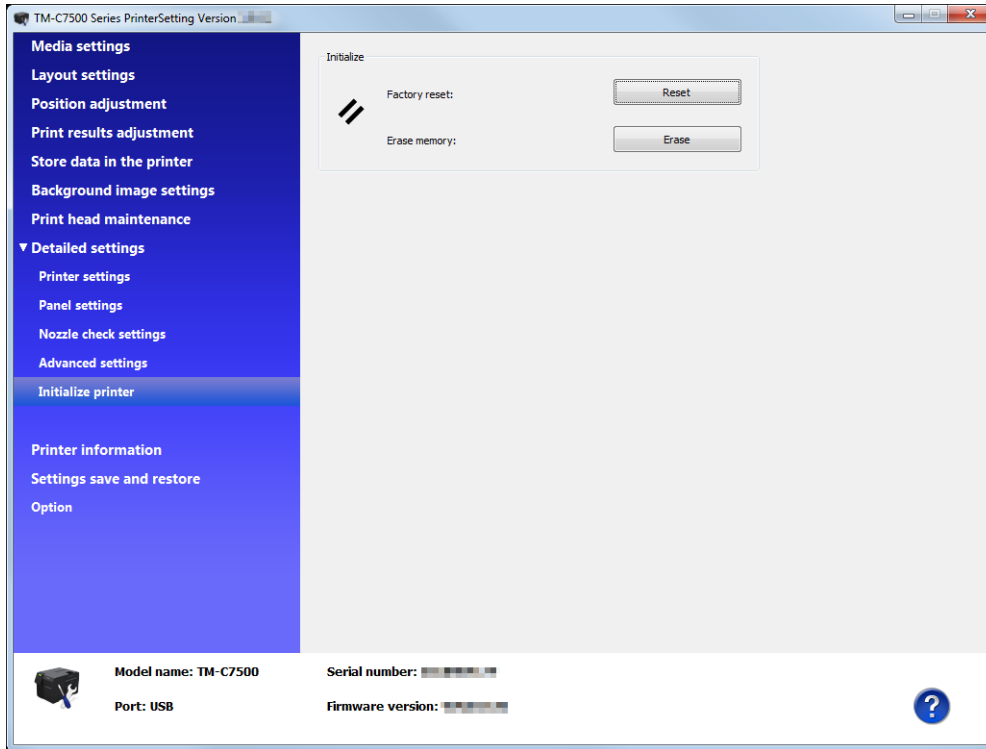 TM-C7500 Series PrinterSetting Version
Media settings
Layout settings
Position adjustment
Print results adjustment
Store data in the printer
Background image settings
Print head maintenance
▼ Detailed settings
Printer settings
Panel settings
Nozzle check settings
Advanced settings
Initialize printer
Printer information
Settings save and restore
Option
Initialize
Factory reset: Reset
Erase memory: Erase
Model name: TM-C7500 Serial number:
Port: USB Firmware version:
?